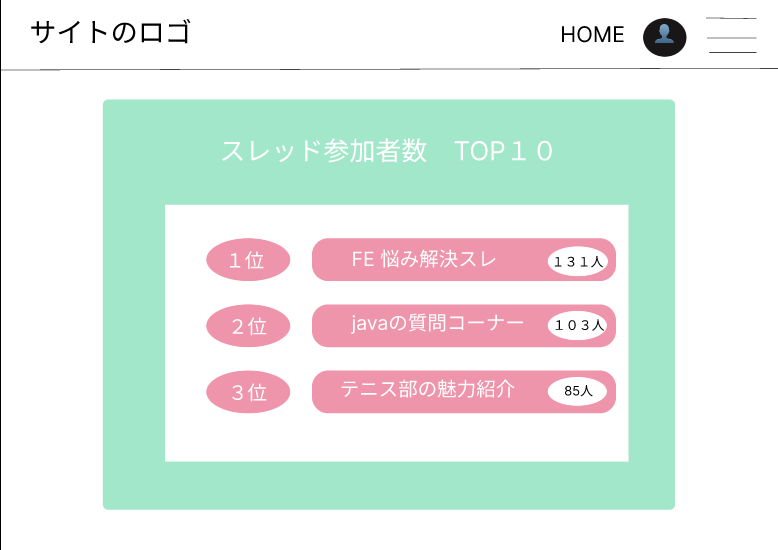 サイトのロゴ
HOME
スレッド参加者数　TOP１０
１位
FE 悩み解決スレ
１３１人
２位
javaの質問コーナー
１０３人
３位
テニス部の魅力紹介
85人